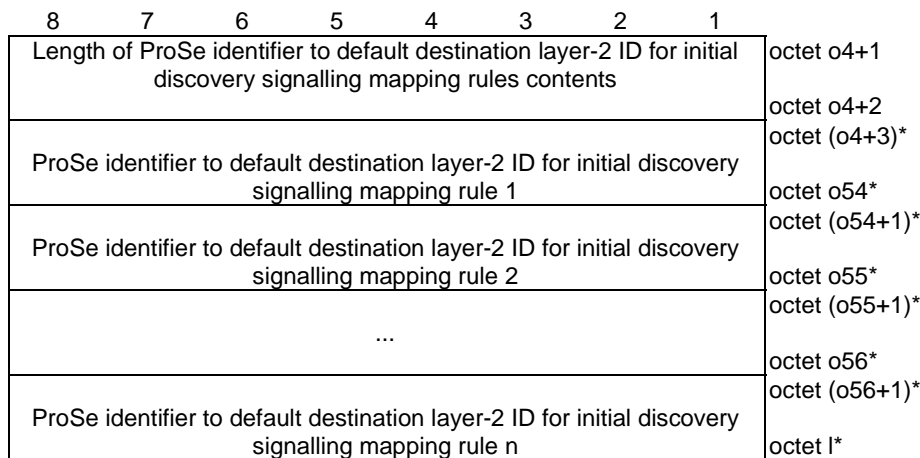 8 7 6 5 4 3 2 1
Length of ProSe identifier to default destination layer-2 ID for initial octet o4+1
discovery signalling mapping rules contents
octet o4+2
octet (o4+3)*
ProSe identifier to default destination layer-2 ID for initial discovery
signalling mapping rule 1 octet o54*
octet (o54+1)*
ProSe identifier to default destination layer-2 ID for initial discovery
signalling mapping rule 2 octet o55*
octet (o55+1)*
...
octet o56*
octet (o56+1)*
ProSe identifier to default destination layer-2 ID for initial discovery
signalling mapping rule n octet l*